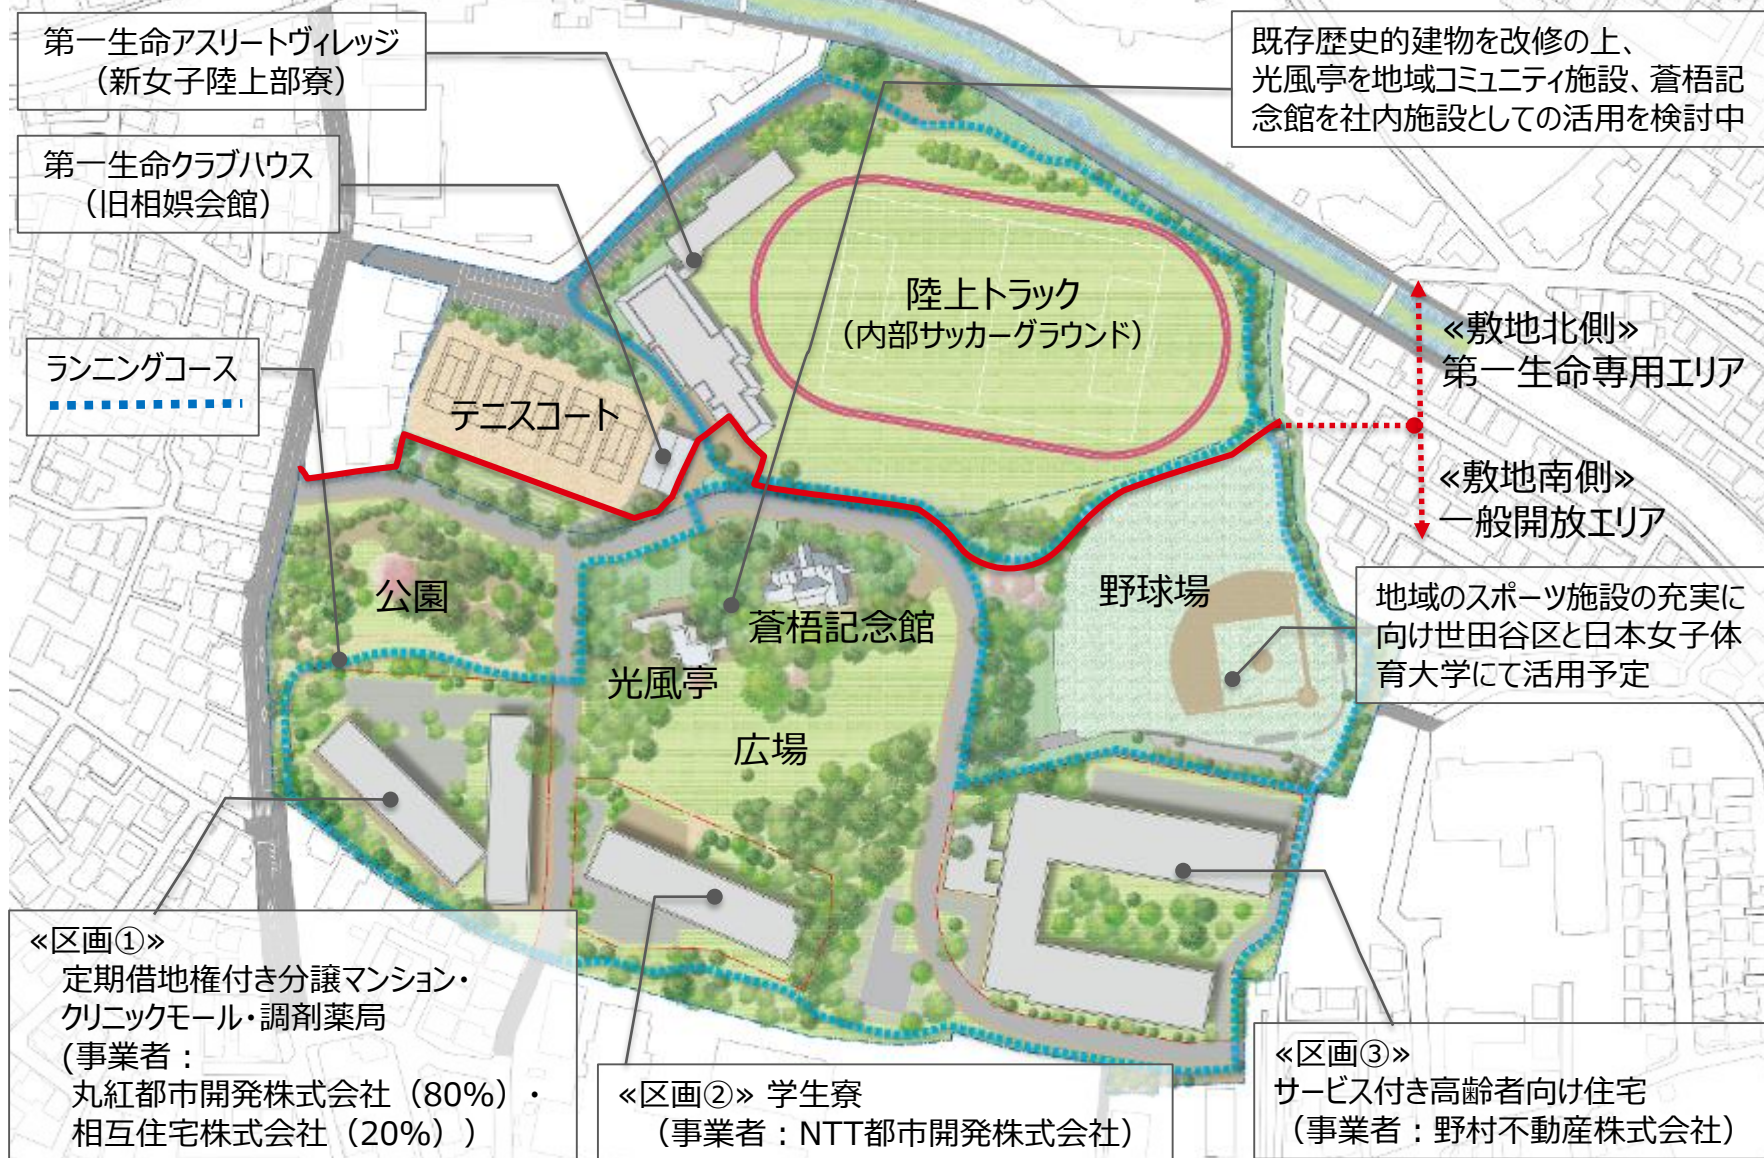 第一生命アスリートヴィレッジ
（新女子陸上部寮）
第一生命クラブハウス
（旧相娯会館）
ランニングコース
既存歴史的建物を改修の上、
光風亭を地域コミュニティ施設、蒼梧記
念館を社内施設としての活用を検討中
陸上トラック
（内部サッカーグラウンド）
«敷地北側»
第一生命専用エリア
«敷地南側»
一般開放エリア
テニスコート
公園
蒼梧記念館
光風亭
広場
野球場
地域のスポーツ施設の充実に
向け世田谷区と日本女子体
育大学にて活用予定
«区画①»
定期借地権付き分譲マンション・
クリニックモール・調剤薬局
(事業者：
丸紅都市開発株式会社（80%）・
相互住宅株式会社（20%））
«区画②» 学生寮
（事業者：NTT都市開発株式会社）
«区画③»
サービス付き高齢者向け住宅
（事業者：野村不動産株式会社）